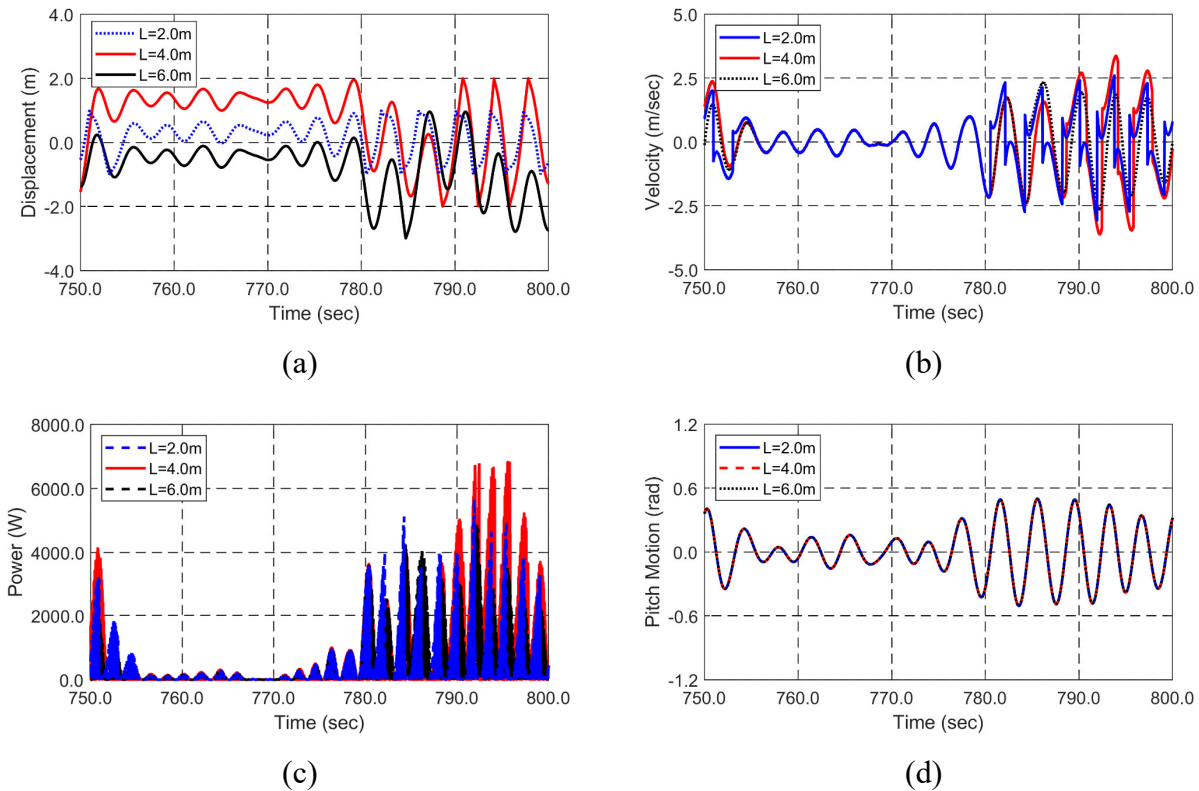 4.0
2.0
0.0
-2.0
-4.0
Displacement (m)
L=2.0m
L=4.0m
L=6.0m
750.0 760.0 770.0 780.0 790.0 800.0
Time (sec)
(a)
5.0
2.5
0.0
-2.5
-5.0
Velocity (m/sec)
L=2.0m
L=4.0m
L=6.0m
750.0 760.0 770.0 780.0 790.0 800.0
Time (sec)
(b)
8000.0
6000.0
4000.0
2000.0
0.0
Power (W)
L=2.0m
L=4.0m
L=6.0m
750.0 760.0 770.0 780.0 790.0 800.0
Time (sec)
(c)
1.2
0.6
0.0
-0.6
-1.2
Pitch Motion (rad)
L=2.0m
L=4.0m
L=6.0m
750.0 760.0 770.0 780.0 790.0 800.0
Time (sec)
(d)